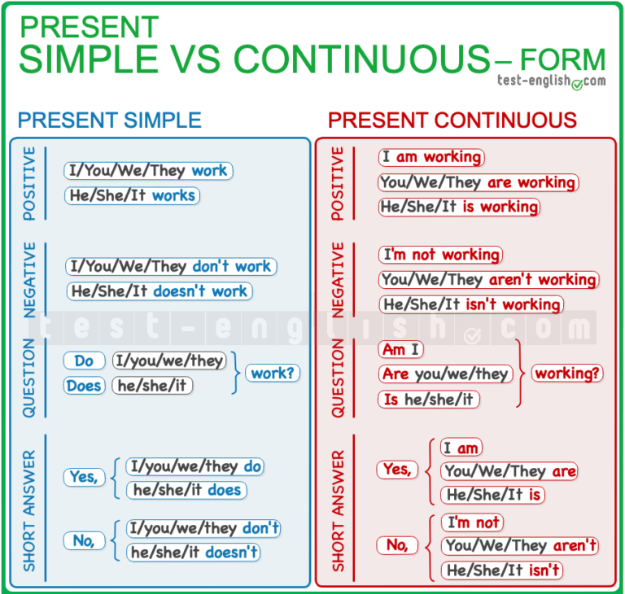 PRESENT
SIMPLE VS CONTINUOUS – FORM
test-english.com
PRESENT SIMPLE
POSITIVE
I/You/We/They work
He/She/It works
NEGATIVE
I/You/We/They don't work
He/She/It doesn't work
QUESTION
Do I/you/we/they
Does he/she/it
work?
SHORT ANSWER
Yes,
I/you/we/they do
he/she/it does
No,
I/you/we/they don't
he/she/it doesn't
PRESENT CONTINUOUS
POSITIVE
I am working
You/We/They are working
He/She/It is working
NEGATIVE
I'm not working
You/We/They aren't working
He/She/It isn't working
QUESTION
Am I
Are you/we/they
Is he/she/it
working?
SHORT ANSWER
Yes,
I am
You/We/They are
He/She/It is
No,
I'm not
You/We/They aren't
He/She/It isn't
test-english.com